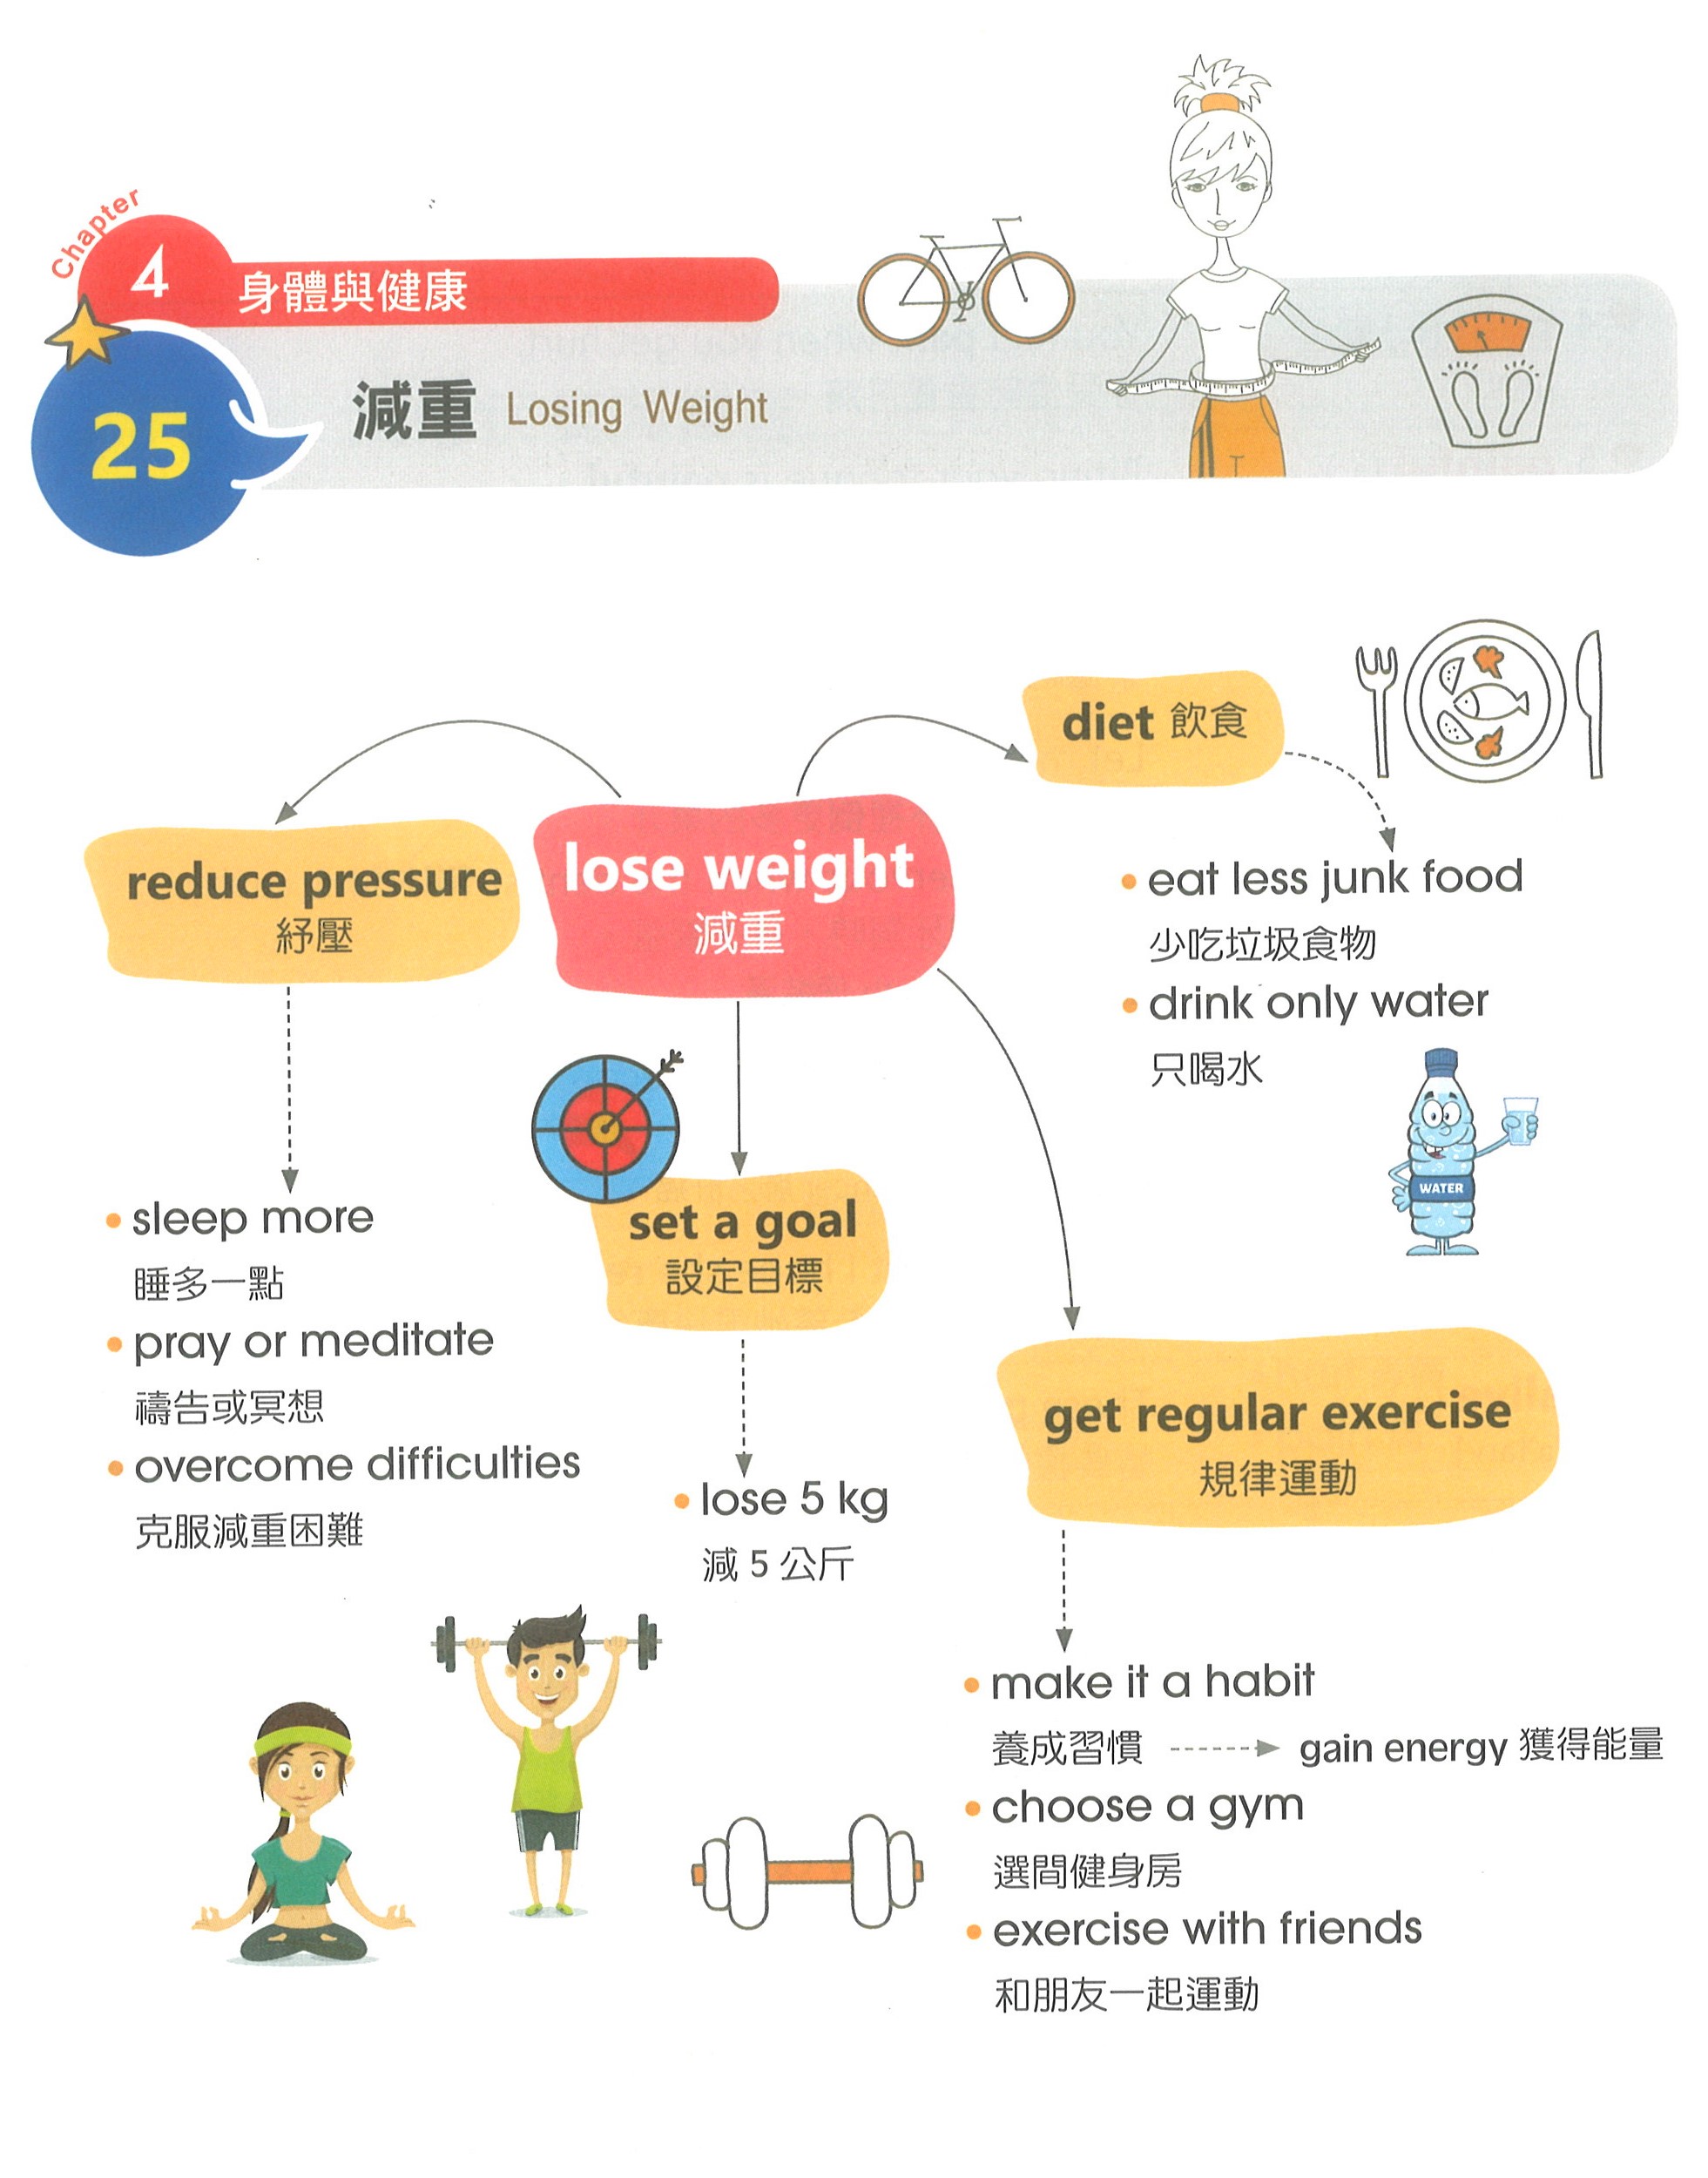 Chapter
4 身體與健康
25
減重 Losing Weight
diet 飲食
eat less junk food
少吃垃圾食物
drink only water
只喝水
WATER
lose weight
減重
reduce pressure
紓壓
sleep more
睡多一點
pray or meditate
禱告或冥想
overcome difficulties
克服減重困難
set a goal
設定目標
lose 5 kg
減 5 公斤
get regular exercise
規律運動
make it a habit
養成習慣 gain energy 獲得能量
choose a gym
選間健身房
exercise with friends
和朋友一起運動